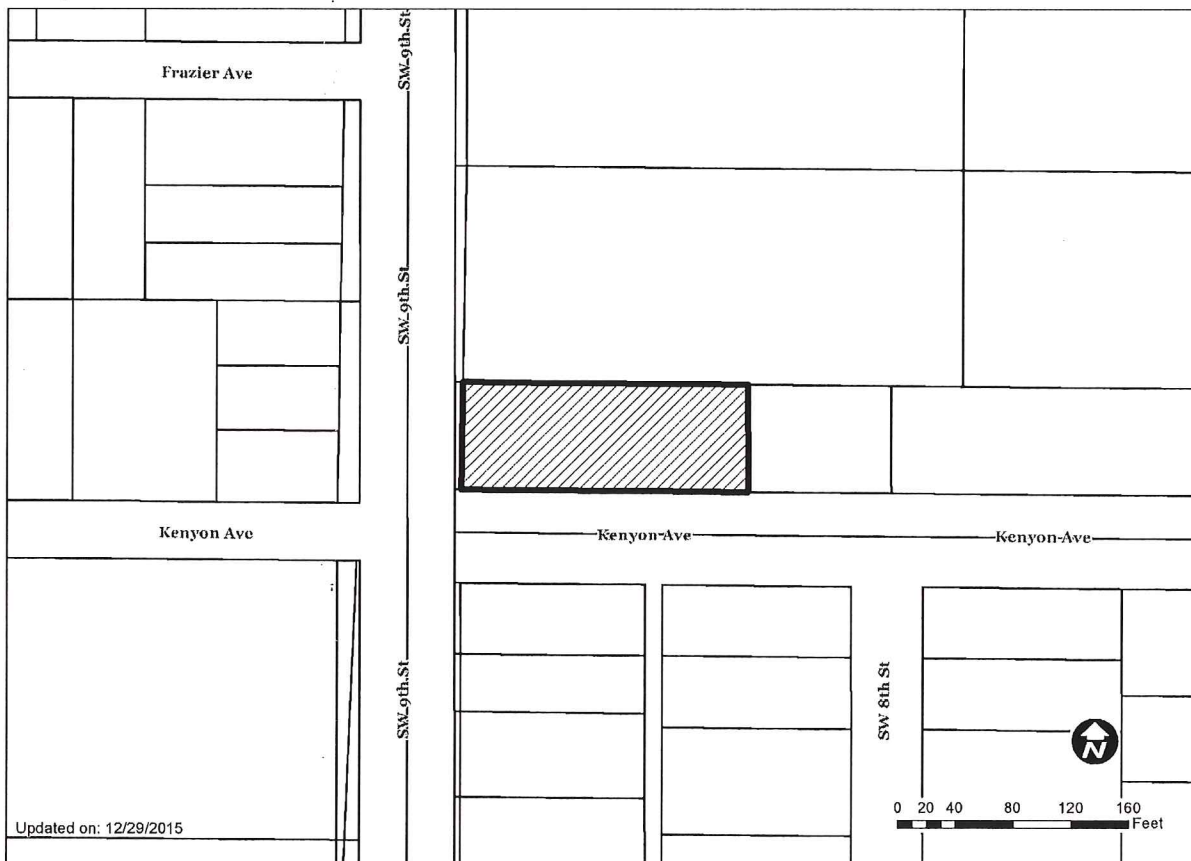 SW 9th St
Frazier Ave
SW 9th St
Kenyon Ave
Kenyon Ave
Kenyon Ave
SW 9th St
SW 8th St
N
0 20 40 80 120 160
Feet
Updated on: 12/29/2015